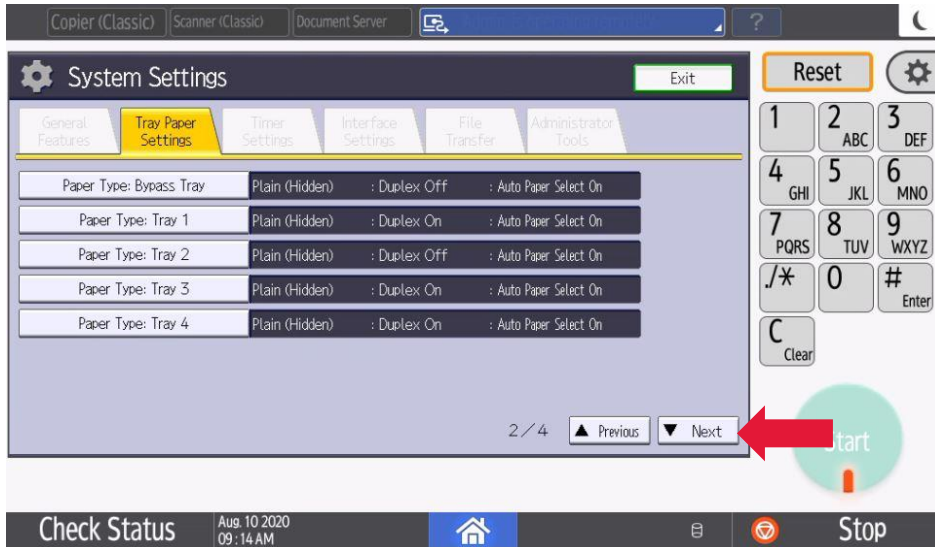 Copier (Classic)
Scanner (Classic)
Document Server
?
System Settings
Exit
General
Features
Tray Paper
Settings
Timer
Settings
Interface
Settings
File
Transfer
Administrator
Tools
Paper Type: Bypass Tray Plain (Hidden) : Duplex Off : Auto Paper Select On
Paper Type: Tray 1 Plain (Hidden) : Duplex On : Auto Paper Select On
Paper Type: Tray 2 Plain (Hidden) : Duplex Off : Auto Paper Select On
Paper Type: Tray 3 Plain (Hidden) : Duplex On : Auto Paper Select On
Paper Type: Tray 4 Plain (Hidden) : Duplex On : Auto Paper Select On
2/4 ▲ Previous ▼ Next
Reset
1 2 ABC 3 DEF
4 GHI 5 JKL 6 MNO
7 PQRS 8 TUV 9 WXYZ
./* 0 # Enter
C Clear
Start
Check Status
Aug. 10 2020
09:14 AM
Stop